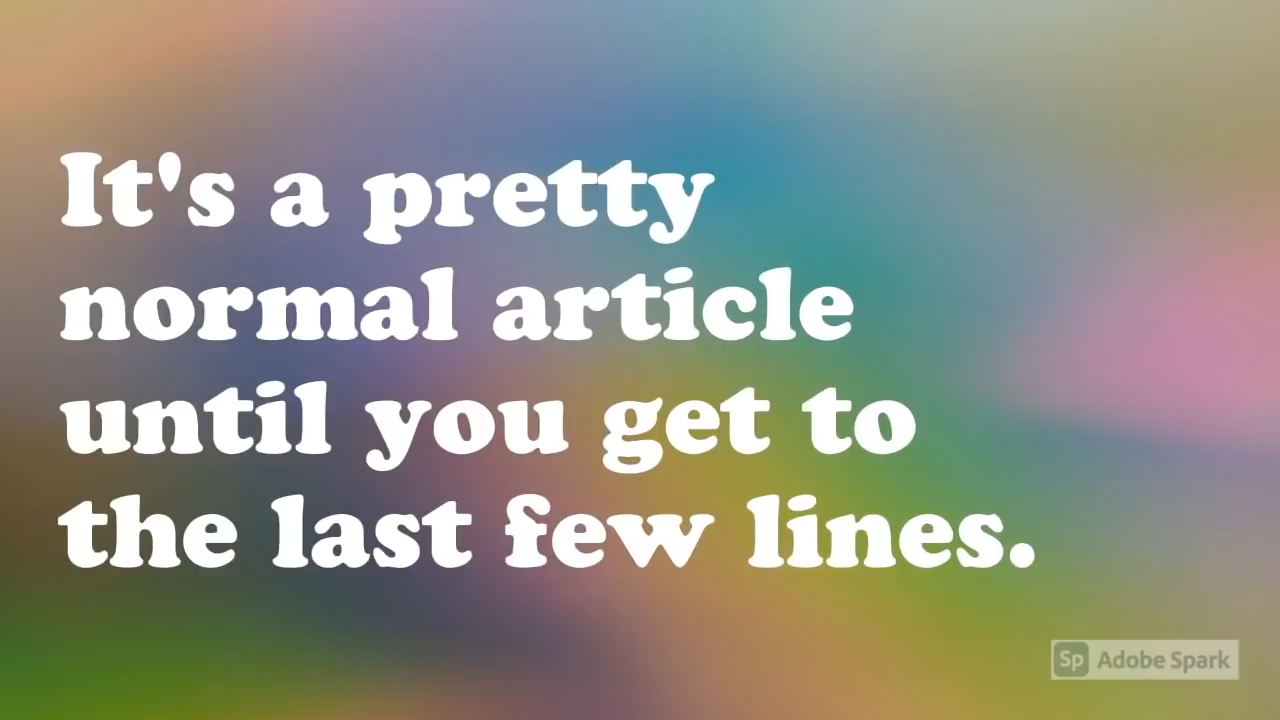 It's a pretty
normal article
until you get to
the last few lines.
Sp Adobe Spark